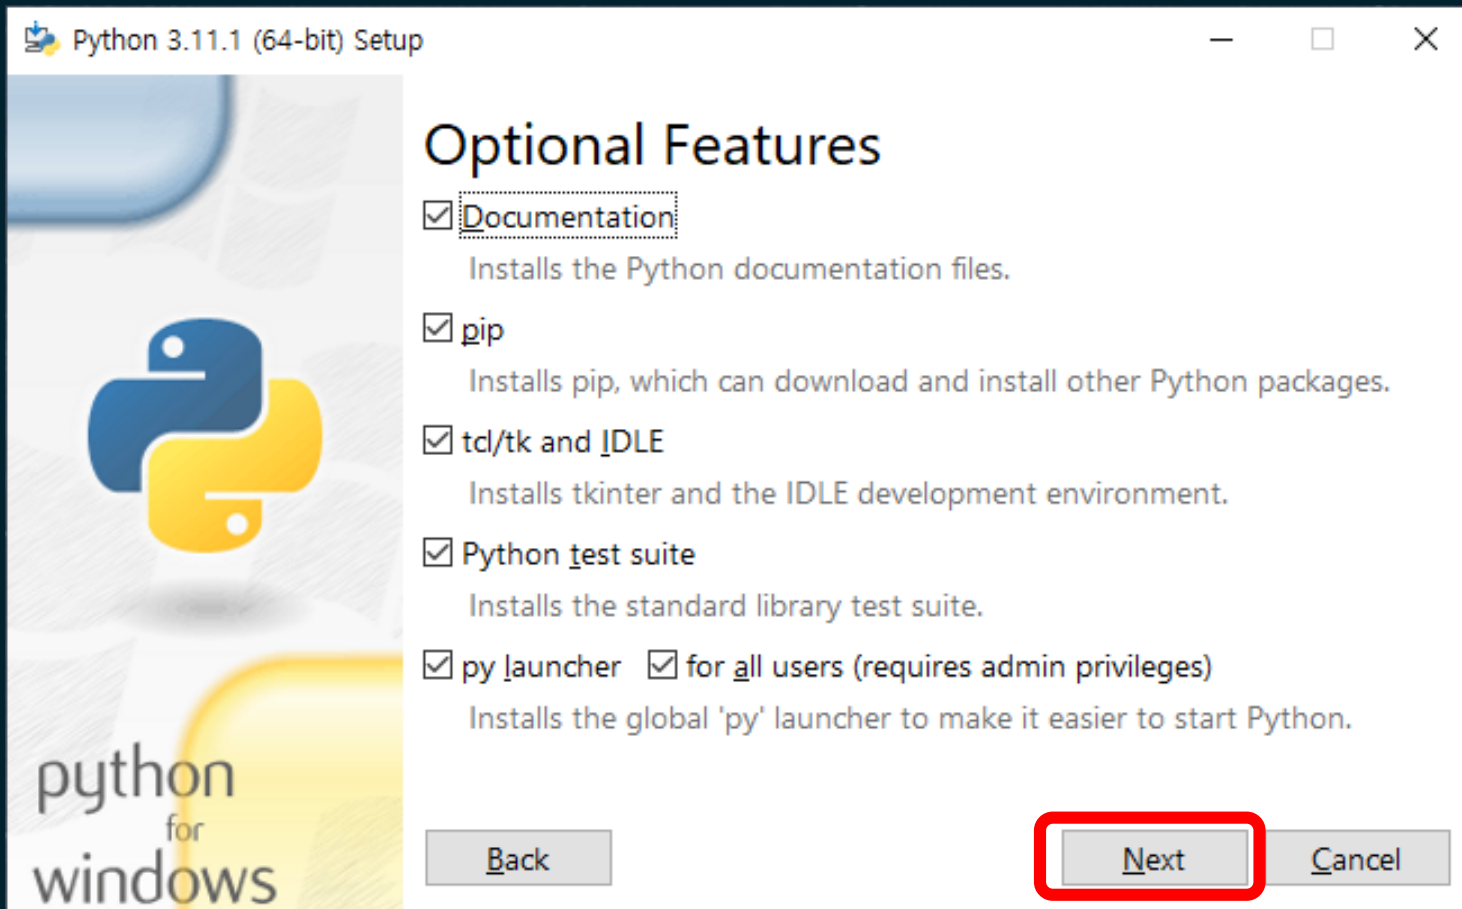 Python 3.11.1 (64-bit) Setup
Optional Features
Documentation
Installs the Python documentation files.
pip
Installs pip, which can download and install other Python packages.
tcl/tk and IDLE
Installs tkinter and the IDLE development environment.
Python test suite
Installs the standard library test suite.
py launcher for all users (requires admin privileges)
Installs the global 'py' launcher to make it easier to start Python.
python
for
windows
Back Next Cancel